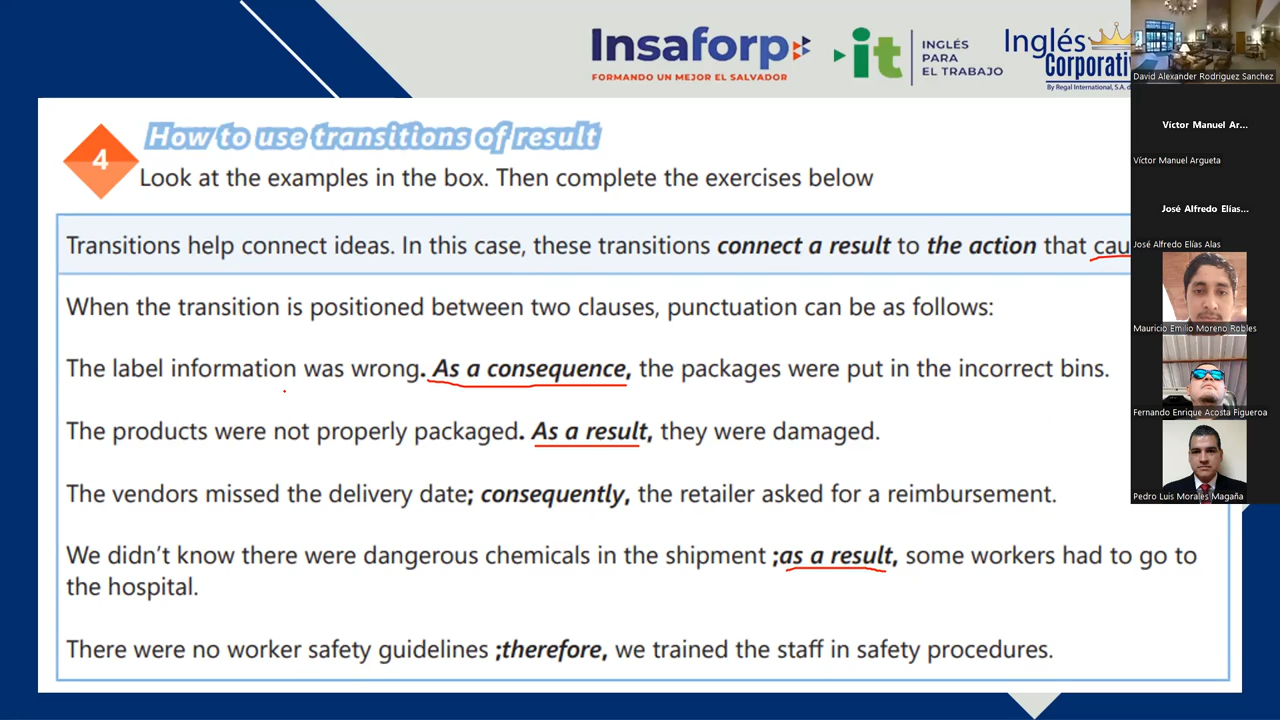 Insaforp
FORMANDO UN MEJOR EL SALVADOR
it
INGLÉS
PARA
EL TRABAJO
Inglés
By Regal International, S.A.
4
How to use transitions of result
Look at the examples in the box. Then complete the exercises below
Transitions help connect ideas. In this case, these transitions connect a result to the action that
When the transition is positioned between two clauses, punctuation can be as follows:
The label information was wrong. As a consequence, the packages were put in the incorrect bins.
The products were not properly packaged. As a result, they were damaged.
The vendors missed the delivery date; consequently, the retailer asked for a reimbursement.
We didn't know there were dangerous chemicals in the shipment ;as a result, some workers had to go to
the hospital.
There were no worker safety guidelines ;therefore, we trained the staff in safety procedures.
David Alexander Rodriguez Sanchez
Víctor Manuel Ar...
Víctor Manuel Argueta
José Alfredo Elías...
José Alfredo Elías Alas
Mauricio Emilio Moreno Robles
Fernando Enrique Acosta Figueroa
Pedro Luis Morales Magaña